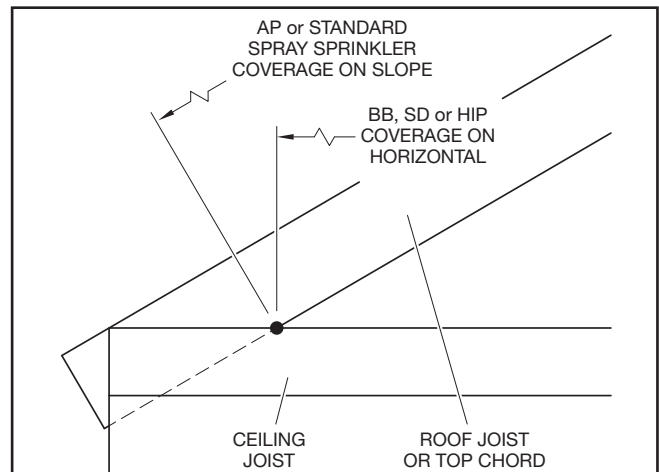 AP or STANDARD
SPRAY SPRINKLER
COVERAGE ON SLOPE
BB, SD or HIP
COVERAGE ON
HORIZONTAL
CEILING
JOIST
ROOF JOIST
OR TOP CHORD